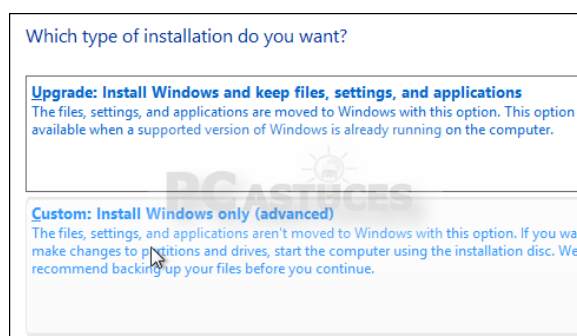 Which type of installation do you want?
Upgrade: Install Windows and keep files, settings, and applications
The files, settings, and applications are moved to Windows with this option. This option
available when a supported version of Windows is already running on the computer.
PC ASTUCES
Custom: Install Windows only (advanced)
The files, settings, and applications aren't moved to Windows with this option. If you wa
make changes to partitions and drives, start the computer using the installation disc. We
recommend backing up your files before you continue.